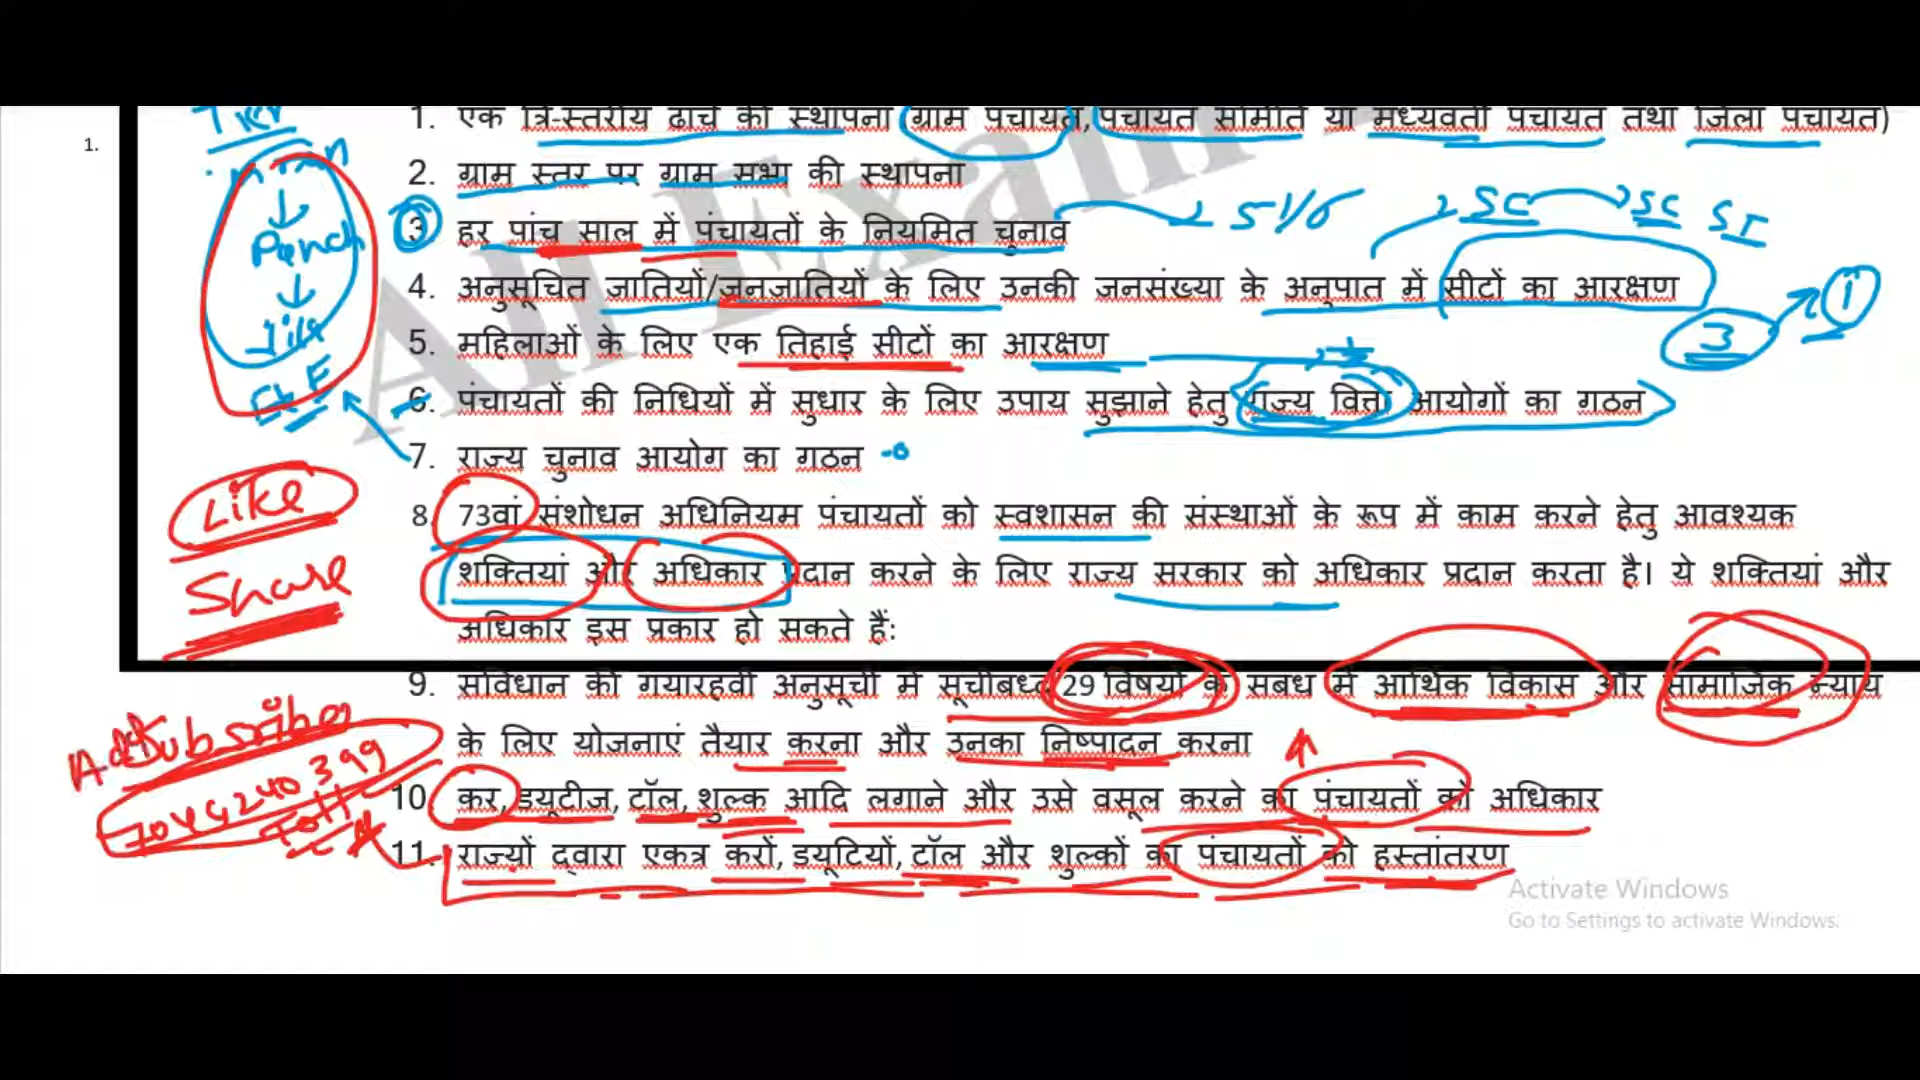 1.
1. एक त्रि-स्तरीय ढांचे की स्थापना (ग्राम पंचायत, पंचायत समिति या मध्यवर्ती पंचायत तथा जिला पंचायत)
2. ग्राम स्तर पर ग्राम सभा की स्थापना
3. हर पांच साल में पंचायतों के नियमित चुनाव
SC SC ST
4. अनुसूचित जातियों/जनजातियों के लिए उनकी जनसंख्या के अनुपात में सीटों का आरक्षण
3 1
5. महिलाओं के लिए एक तिहाई सीटों का आरक्षण
6. पंचायतों की निधियों में सुधार के लिए उपाय सुझाने हेतु राज्य वित्त आयोगों का गठन
7. राज्य चुनाव आयोग का गठन
Like
8. 73वां संशोधन अधिनियम पंचायतों को स्वशासन की संस्थाओं के रूप में काम करने हेतु आवश्यक
शक्तियां और अधिकार प्रदान करने के लिए राज्य सरकार को अधिकार प्रदान करता है। ये शक्तियां और
Share
अधिकार इस प्रकार हो सकते हैं:
9. संविधान की गयारहवीं अनुसूची में सूचीबध्द 29 विषयों के संबंध में आर्थिक विकास और सामाजिक न्याय
के लिए योजनाएं तैयार करना और उनका निष्पादन करना
10. कर, ड्यूटीज, टॉल, शुल्क आदि लगाने और उसे वसूल करने का पंचायतों को अधिकार
11. राज्यों द्वारा एकत्र करों, ड्यूटियों, टॉल और शुल्कों का पंचायतों को हस्तांतरण
Activate Windows
Go to Settings to activate Windows.